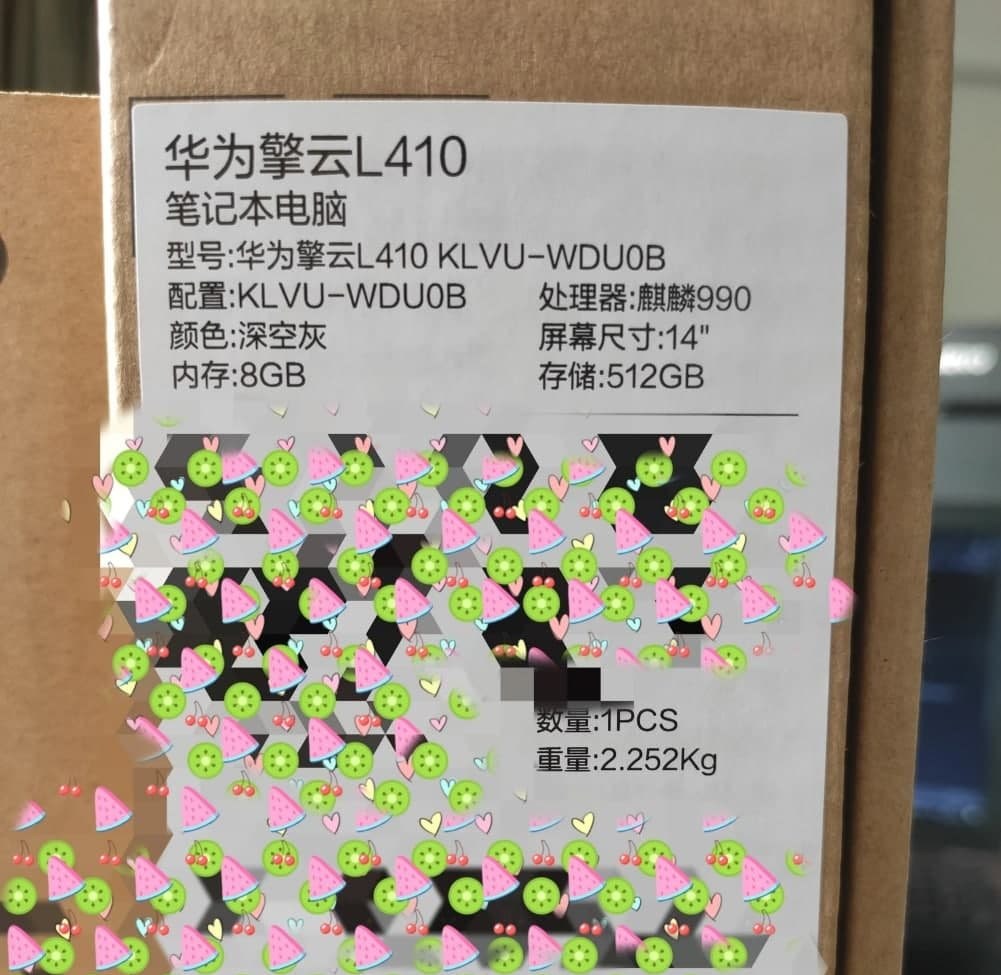 华为擎云L410
笔记本电脑
型号:华为擎云L410 KLVU-WDU0B
配置:KLVU-WDU0B 处理器:麒麟990
颜色:深空灰 屏幕尺寸:14"
内存:8GB 存储:512GB
数量:1PCS
重量:2.252Kg